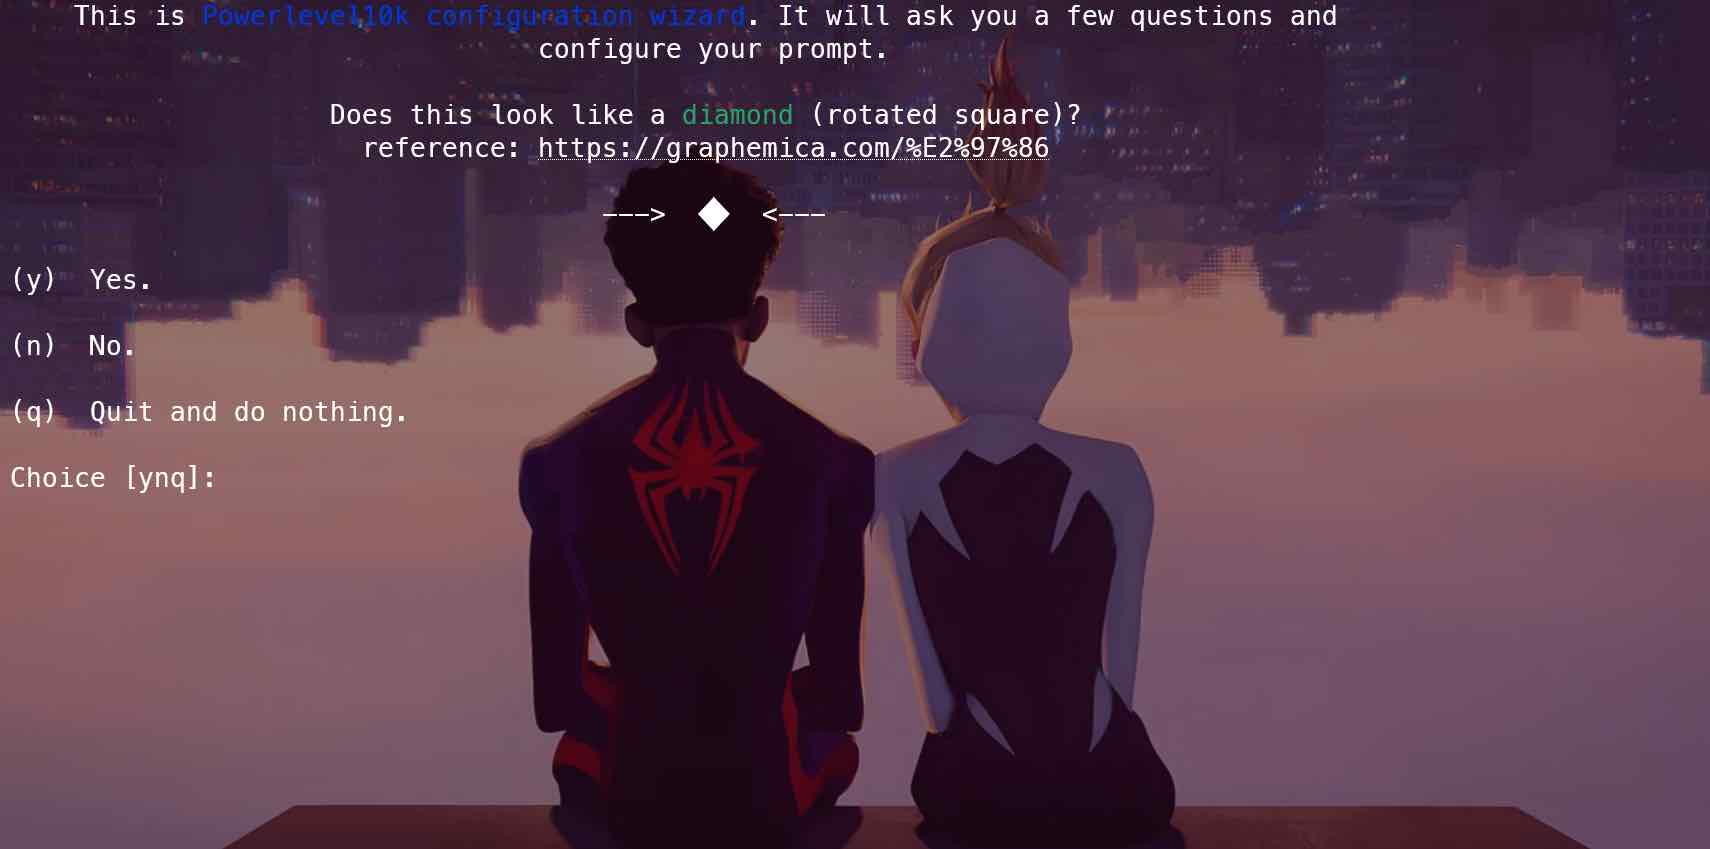 This is Powerlevel10k configuration wizard. It will ask you a few questions and
configure your prompt.
Does this look like a diamond (rotated square)?
reference: https://graphemica.com/%E2%97%86
---> ◆ <---
(y) Yes.
(n) No.
(q) Quit and do nothing.
Choice [ynq]: